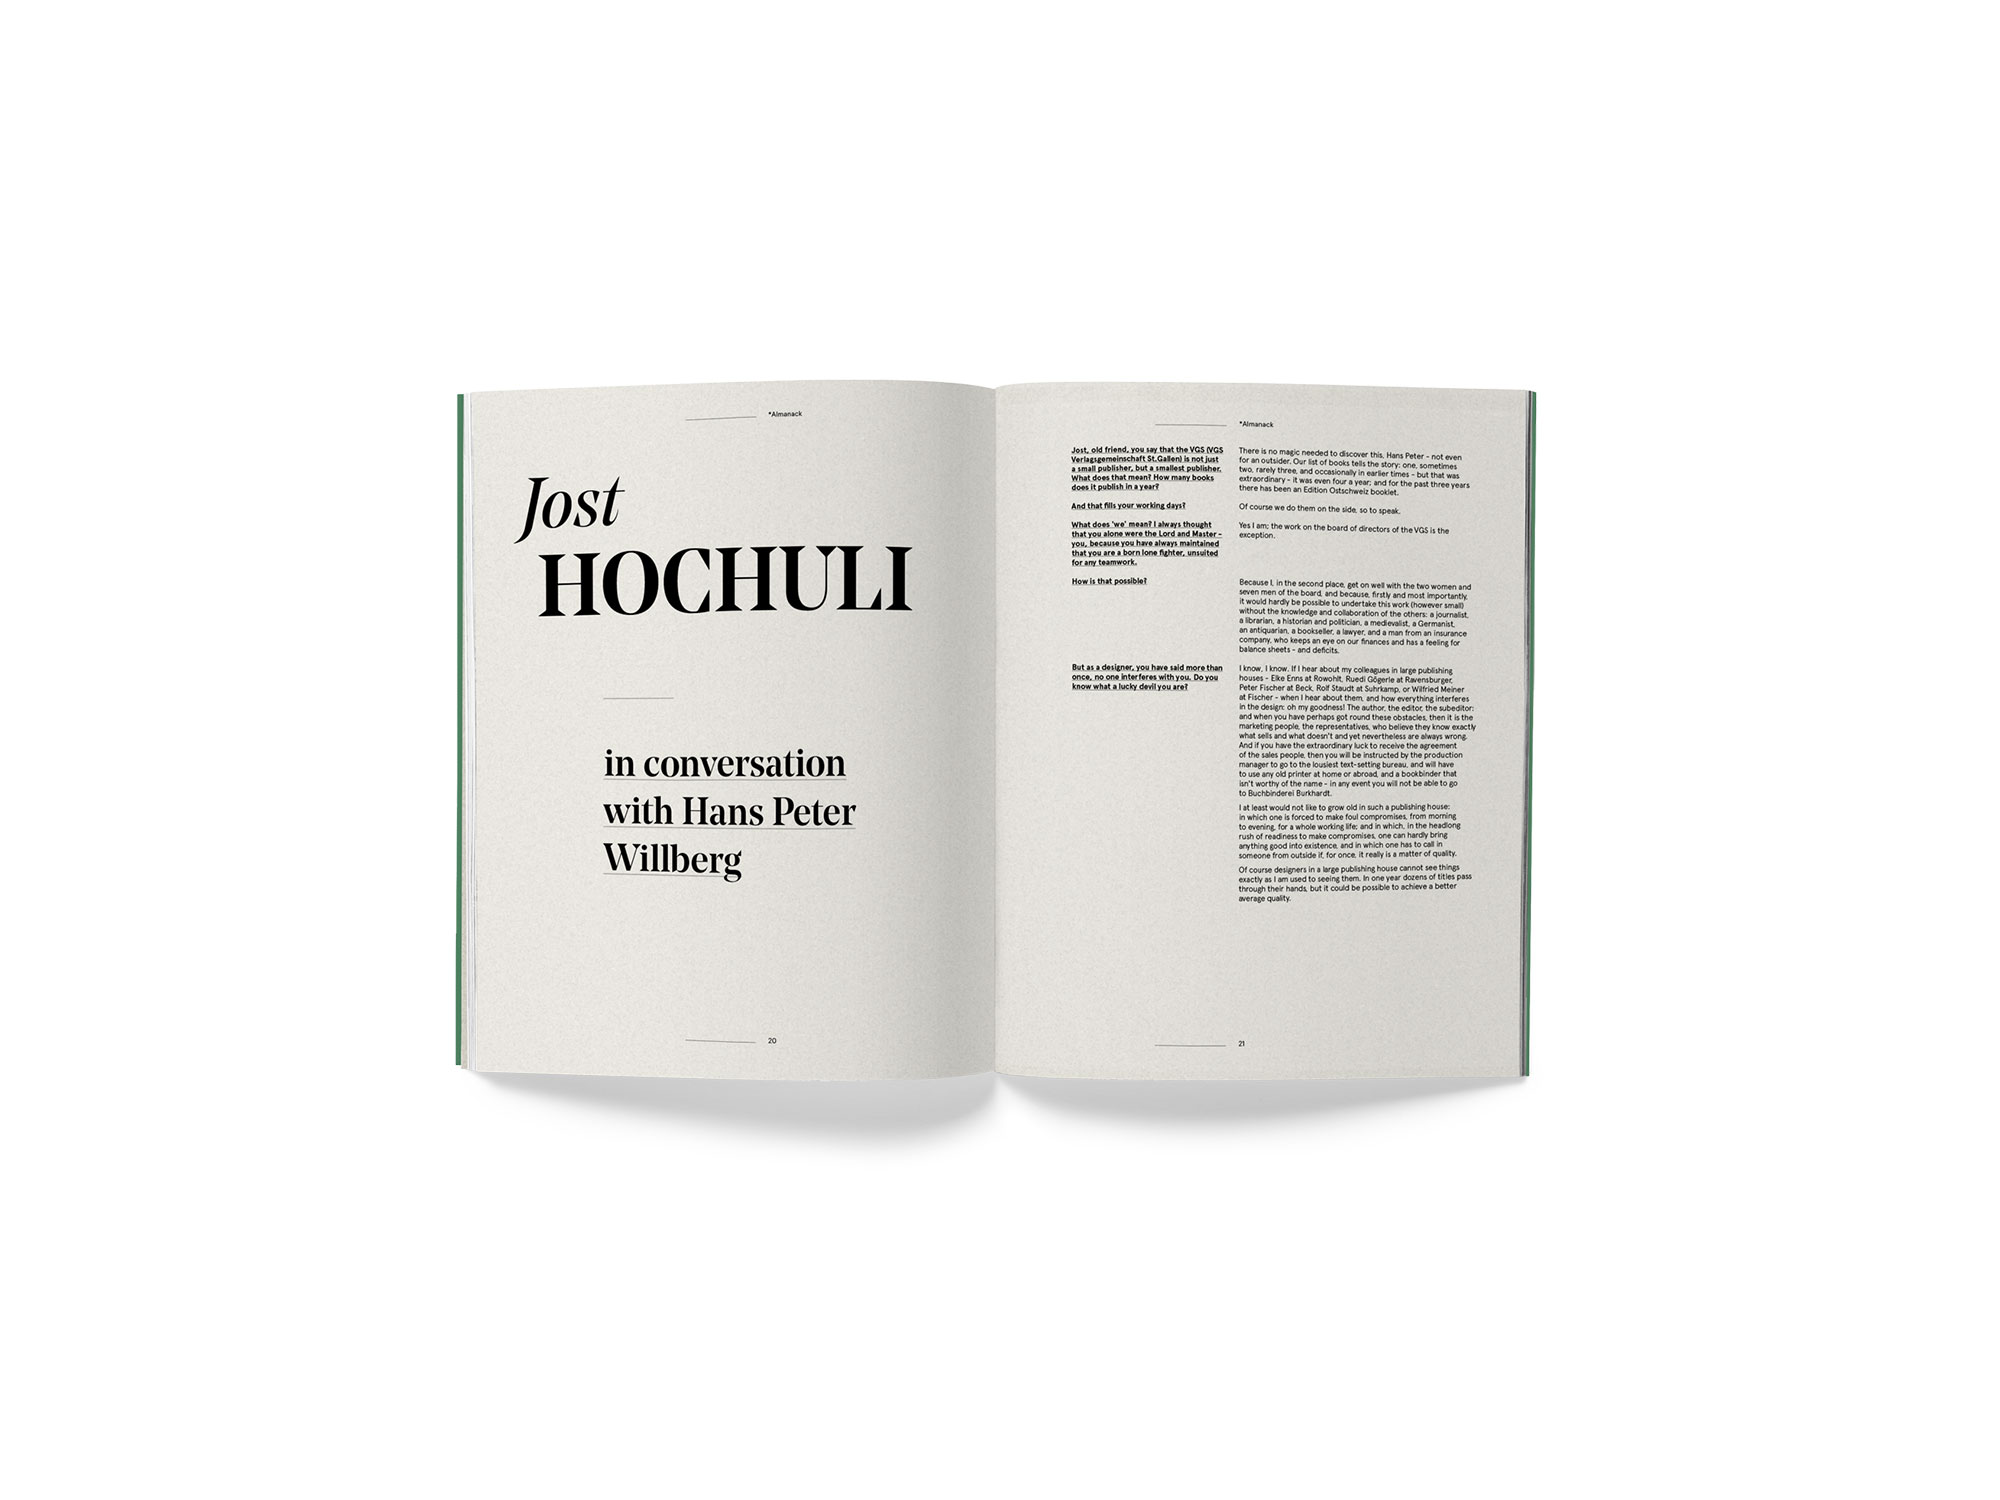 *Almanack
Jost
HOCHULI
in conversation
with Hans Peter
Willberg
20
*Almanack
Jost, old friend, you say that the VGS (VGS
Verlagsgemeinschaft St.Gallen) is not just
a small publisher, but a smallest publisher.
What does that mean? How many books
does it publish in a year?
There is no magic needed to discover this, Hans Peter – not even
for an outsider. Our list of books tells the story: one, sometimes
two, rarely three, and occasionally in earlier times – but that was
extraordinary – it was even four a year; and for the past three years
there has been an Edition Ostschweiz booklet.
And that fills your working days?
Of course we do them on the side, so to speak.
What does 'we' mean? I always thought
that you alone were the Lord and Master –
you, because you have always maintained
that you are a born lone fighter, unsuited
for any teamwork.
Yes I am; the work on the board of directors of the VGS is the
exception.
How is that possible?
Because I, in the second place, get on well with the two women and
seven men of the board, and because, firstly and most importantly,
it would hardly be possible to undertake this work (however small)
without the knowledge and collaboration of the others: a journalist,
a librarian, a historian and politician, a medievalist, a Germanist,
an antiquarian, a bookseller, a lawyer, and a man from an insurance
company, who keeps an eye on our finances and has a feeling for
balance sheets – and deficits.
But as a designer, you have said more than
once, no one interferes with you. Do you
know what a lucky devil you are?
I know, I know. If I hear about my colleagues in large publishing
houses – Elke Enns at Rowohlt, Ruedi Gögerle at Ravensburger,
Peter Fischer at Beck, Rolf Staudt at Suhrkamp, or Wilfried Meiner
at Fischer – when I hear about them, and how everything interferes
in the design: oh my goodness! The author, the editor, the subeditor:
and when you have perhaps got round these obstacles, then it is the
marketing people, the representatives, who believe they know exactly
what sells and what doesn't and yet nevertheless are always wrong.
And if you have the extraordinary luck to receive the agreement
of the sales people, then you will be instructed by the production
manager to go to the lousiest text-setting bureau, and will have
to use any old printer at home or abroad, and a bookbinder that
isn't worthy of the name – in any event you will not be able to go
to Buchbinderei Burkhardt.
I at least would not like to grow old in such a publishing house:
in which one is forced to make foul compromises, from morning
to evening, for a whole working life; and in which, in the headlong
rush of readiness to make compromises, one can hardly bring
anything good into existence, and in which one has to call in
someone from outside if, for once, it really is a matter of quality.
Of course designers in a large publishing house cannot see things
exactly as I am used to seeing them. In one year dozens of titles pass
through their hands, but it could be possible to achieve a better
average quality.
21